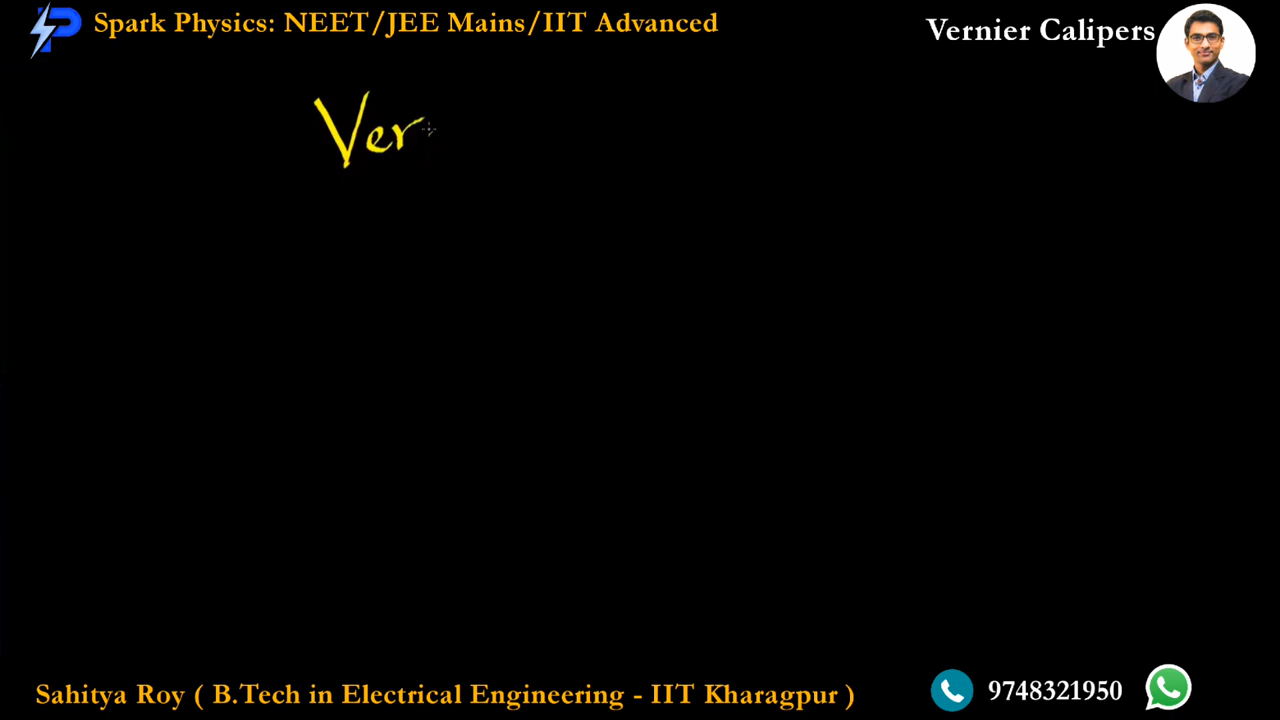 Spark Physics: NEET/JEE Mains/IIT Advanced
Vernier Calipers
Ver
Sahitya Roy ( B.Tech in Electrical Engineering - IIT Kharagpur )
9748321950